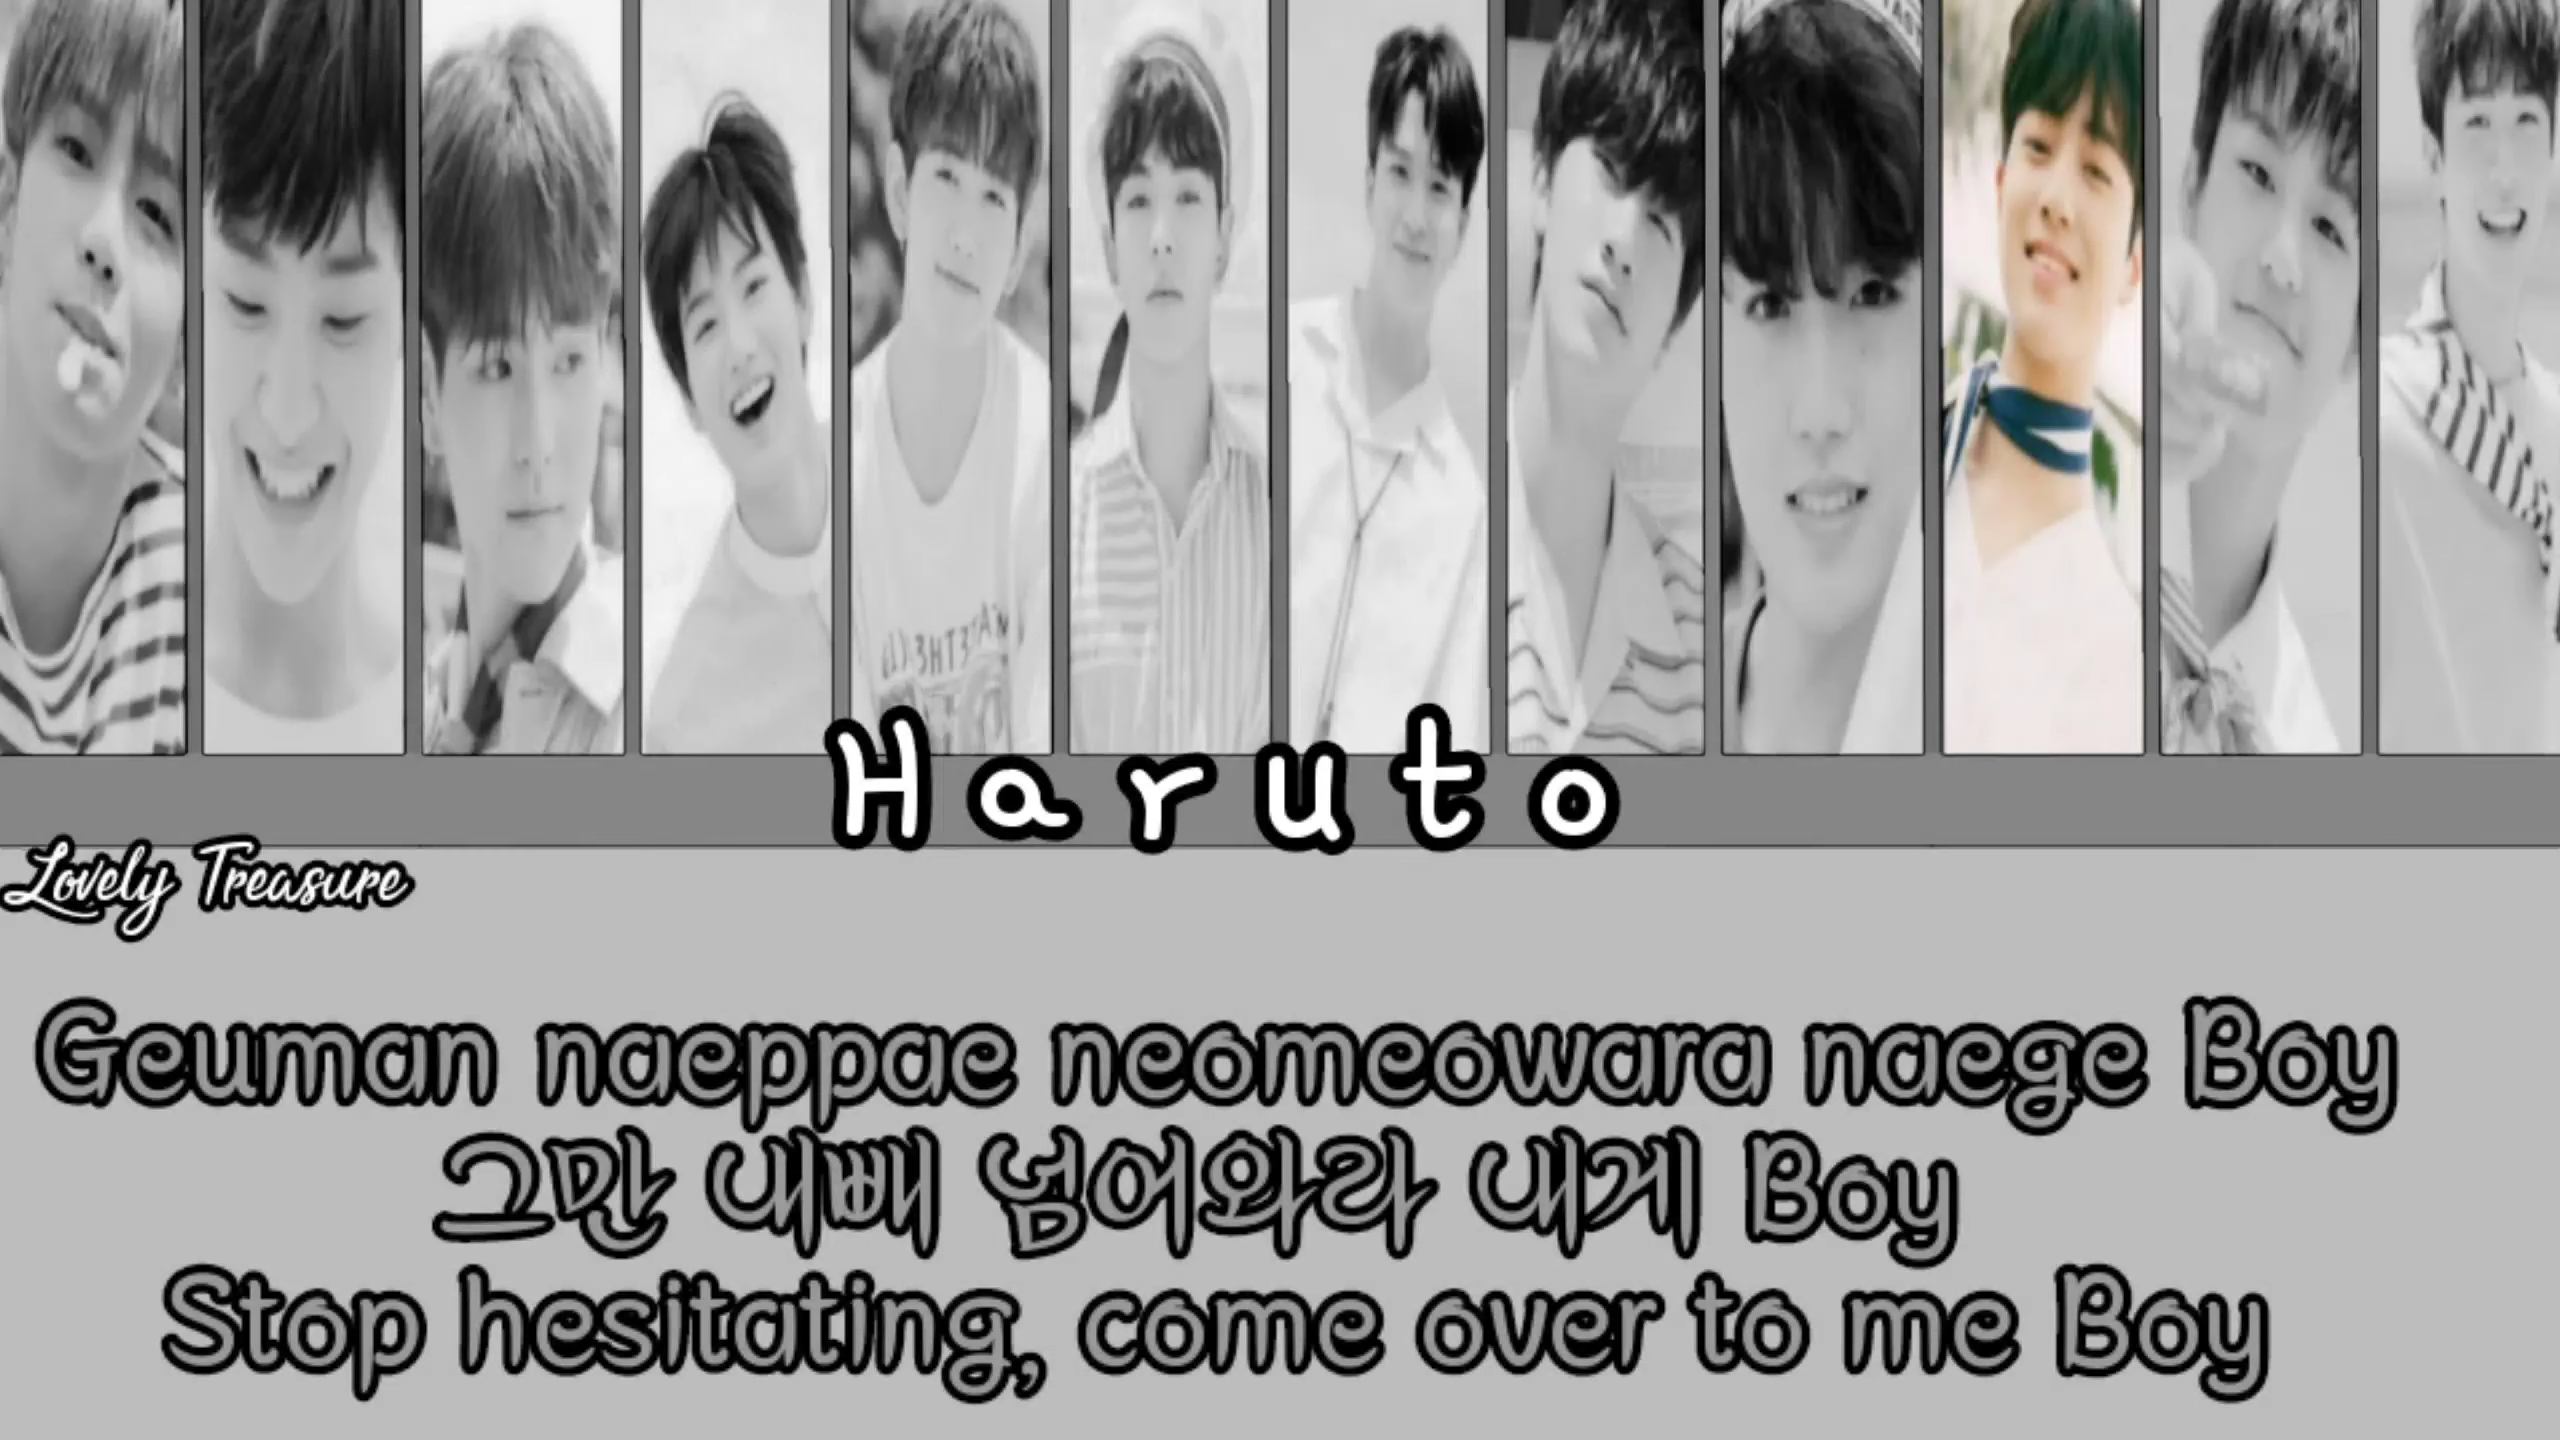 Haruto
Lovely Treasure
Geuman naeppae neomeowara naege Boy
그만 내빼 넘어와라 내게 Boy
Stop hesitating, come over to me Boy